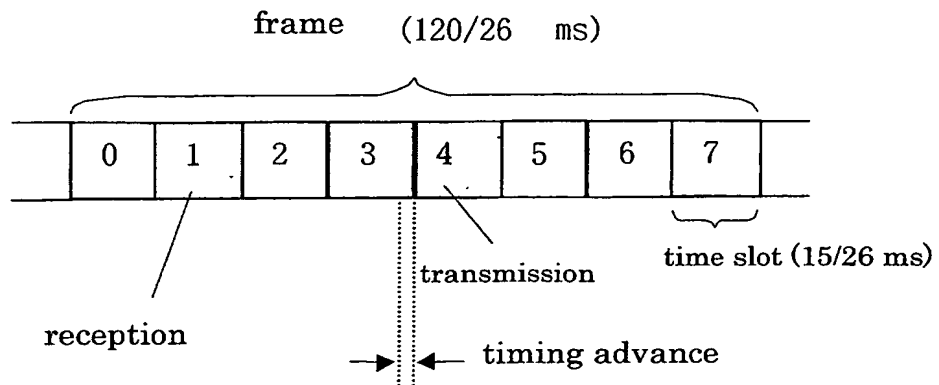 frame (120/26 ms)
0 1 2 3 4 5 6 7
transmission
time slot (15/26 ms)
reception
timing advance